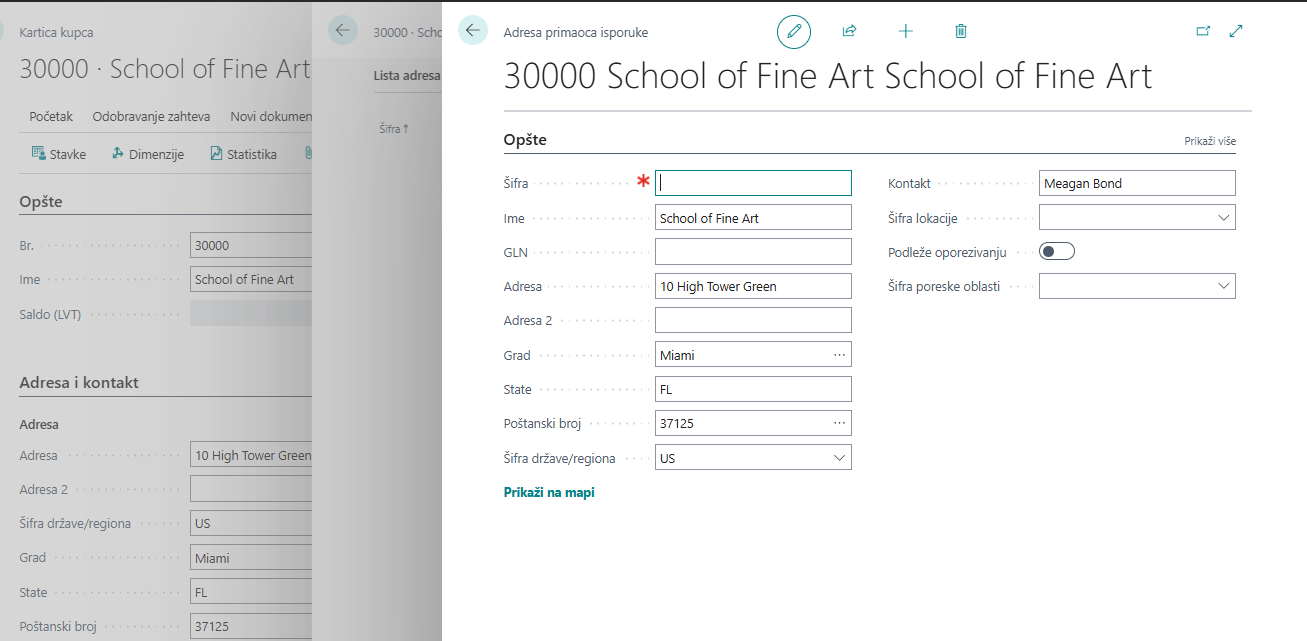 Kartica kupca
30000 · School of Fine Art
Početak Odobravanje zahteva Novi dokumen
Stavke Dimenzije Statistika
Opšte
Br. 30000
Ime School of Fine Art
Saldo (LVT)
Adresa i kontakt
Adresa
Adresa 10 High Tower Green
Adresa 2
Šifra države/regiona US
Grad Miami
State FL
Poštanski broj 37125
30000 · Scho
Lista adresa
Šifra ↑
Adresa primaoca isporuke
30000 School of Fine Art School of Fine Art
Opšte Prikaži više
Šifra
Ime School of Fine Art
GLN
Adresa 10 High Tower Green
Adresa 2
Grad Miami
State FL
Poštanski broj 37125
Šifra države/regiona US
Prikaži na mapi
Kontakt Meagan Bond
Šifra lokacije
Podleže oporezivanju
Šifra poreske oblasti